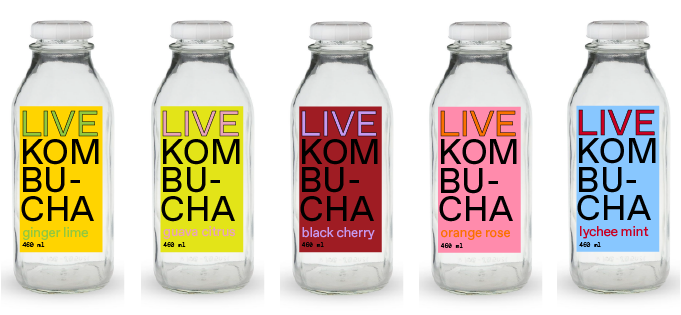 LIVE
KOM
BU-
CHA
ginger lime
460 ml
LIVE
KOM
BU-
CHA
guava citrus
460 ml
LIVE
KOM
BU-
CHA
black cherry
460 ml
LIVE
KOM
BU-
CHA
orange rose
460 ml
LIVE
KOM
BU-
CHA
lychee mint
460 ml